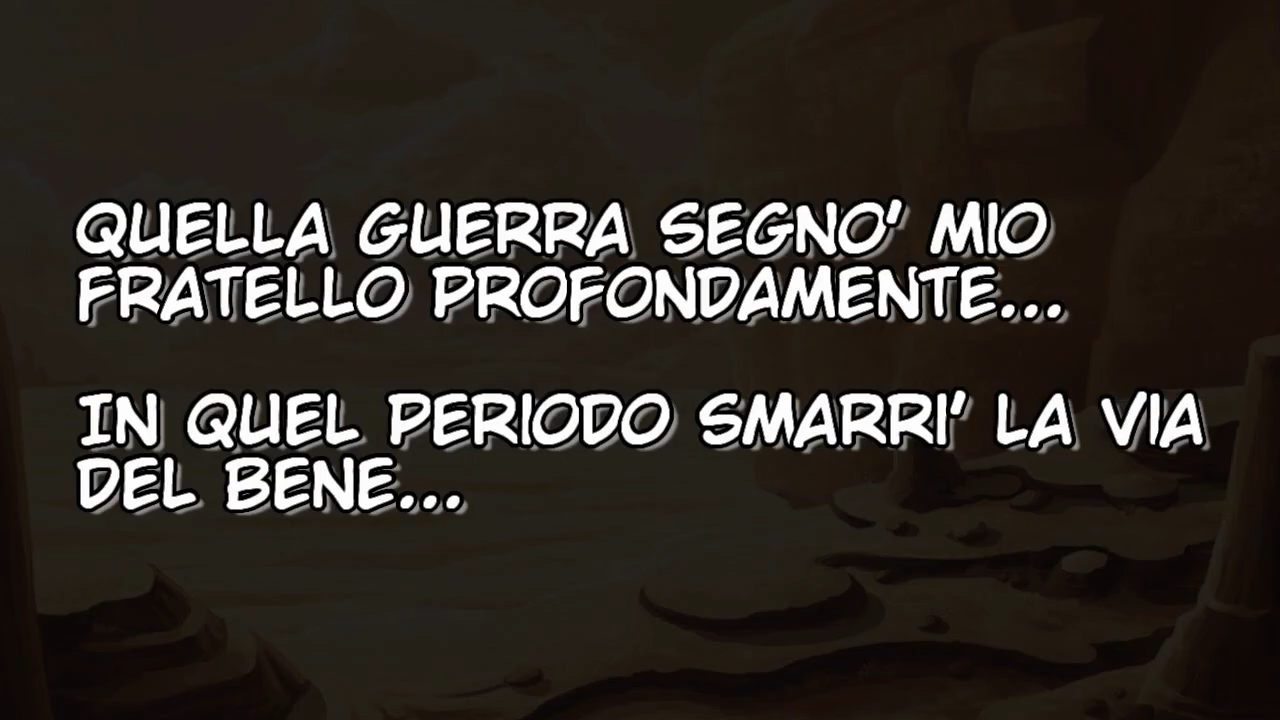 QUELLA GUERRA SEGNO' MIO
FRATELLO PROFONDAMENTE...
IN QUEL PERIODO SMARRI' LA VIA
DEL BENE...